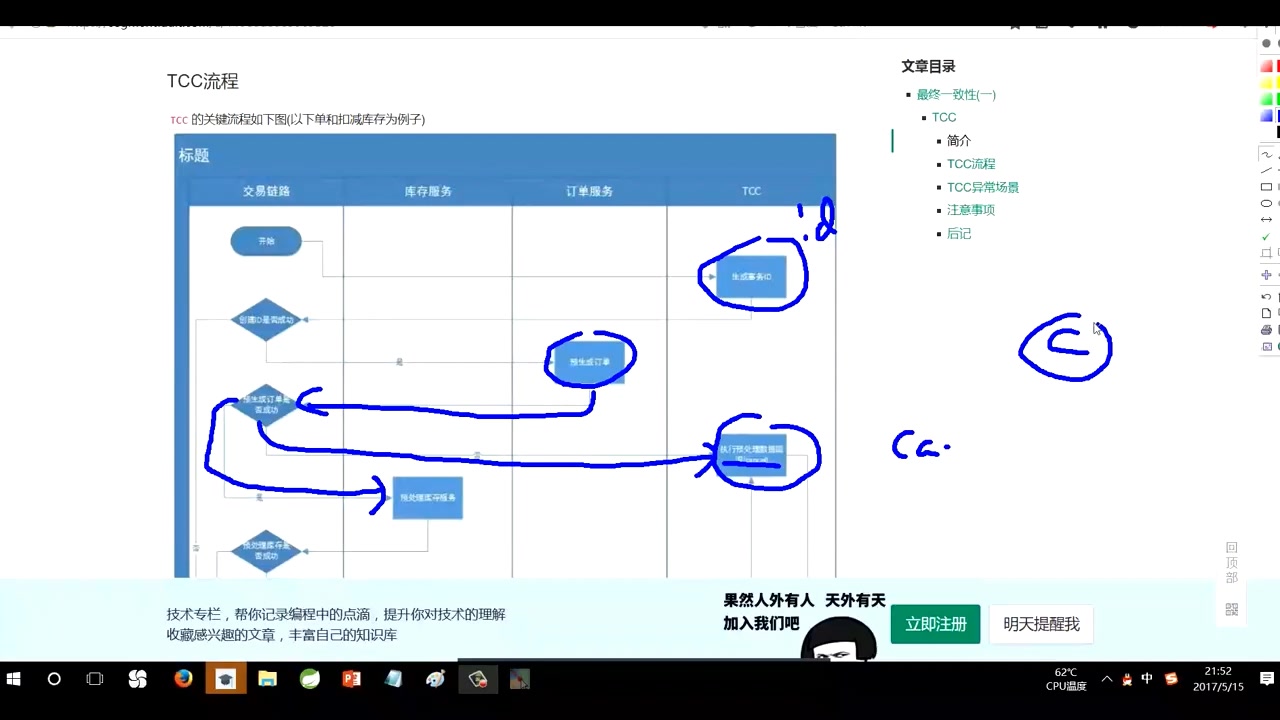 TCC流程
TCC 的关键流程如下图(以下单和扣减库存为例子)
标题
交易链路
库存服务
订单服务
TCC
开始
生成事务ID
id
创建ID是否成功
是
预生成订单
预生成订单是
否成功
否
执行预处理数据回
是
预处理库存服务
预处理库存是
否成功
否
C
Ca
文章目录
最终一致性(一)
TCC
简介
TCC流程
TCC异常场景
注意事项
后记
回
顶
部
技术专栏，帮你记录编程中的点滴，提升你对技术的理解
收藏感兴趣的文章，丰富自己的知识库
果然人外有人 天外有天
加入我们吧
立即注册
明天提醒我
62℃
CPU温度
中
21:52
2017/5/15